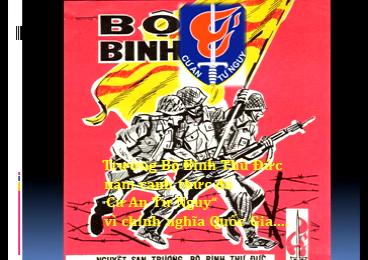 BỘ
BINH
CƯ AN TƯ NGUY
Trường Bộ Binh Thủ Đức
năm canh thức dù
"Cư An Tư Nguy"
vì chính nghĩa Quốc Gia...
NGUYỆT SAN TRƯỜNG BỘ BINH THỦ ĐỨC